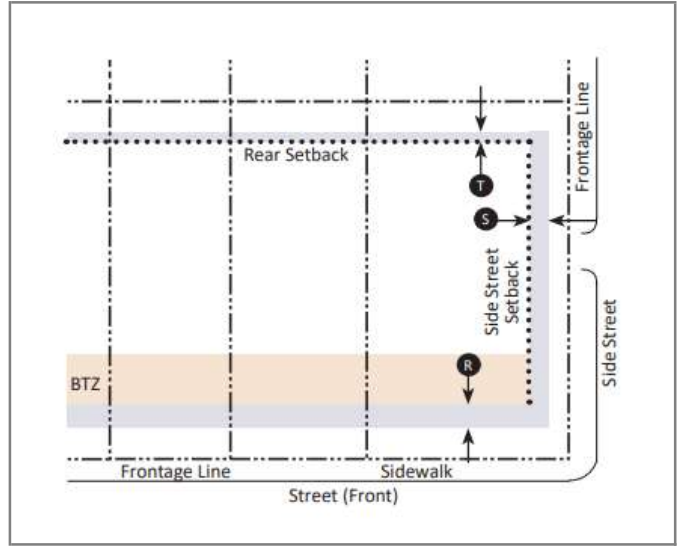 Frontage Line
Rear Setback
T
S
Side Street
Setback
Side Street
R
BTZ
Frontage Line
Sidewalk
Street (Front)